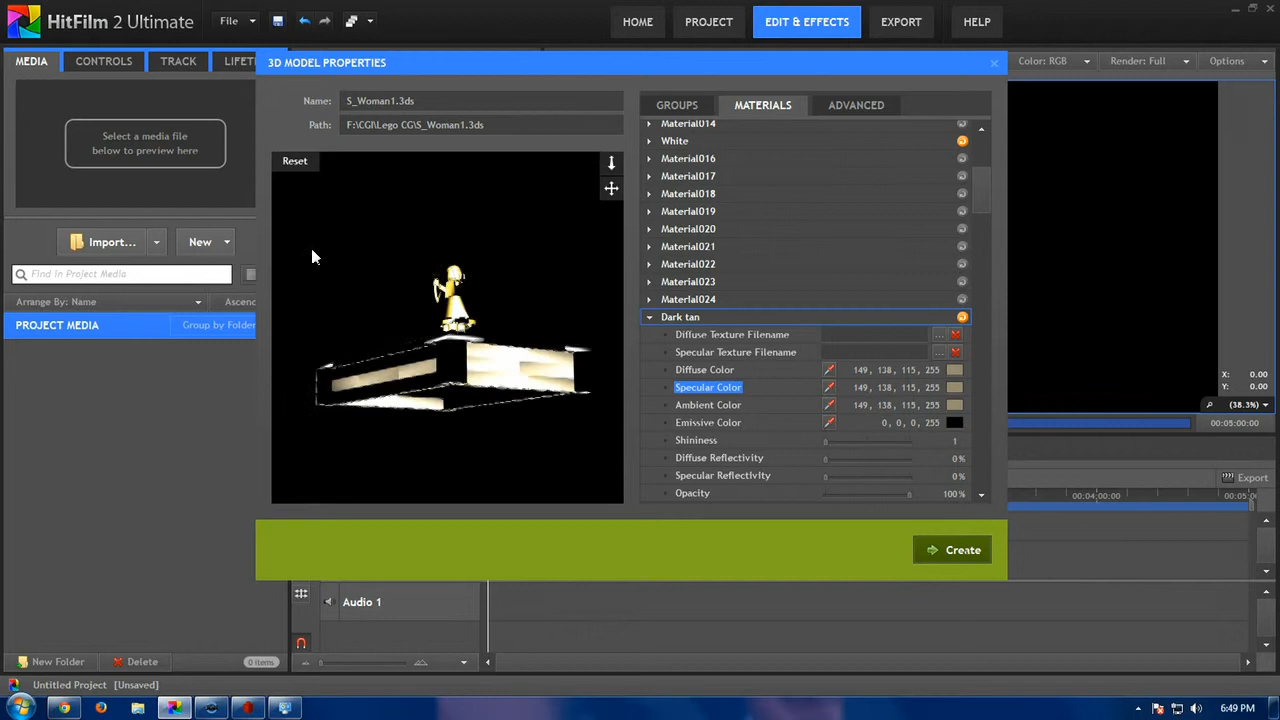 HitFilm 2 Ultimate
File
HOME
PROJECT
EDIT & EFFECTS
EXPORT
HELP
MEDIA
CONTROLS
TRACK
LIFET
3D MODEL PROPERTIES
Color: RGB
Render: Full
Options
Name:
S_Woman1.3ds
Path:
F:\CGI\Lego CG\S_Woman1.3ds
GROUPS
MATERIALS
ADVANCED
Select a media file
below to preview here
Reset
Import...
New
Find in Project Media
Arrange By: Name
Ascenc
PROJECT MEDIA
Group by Folder
Material014
White
Material016
Material017
Material018
Material019
Material020
Material021
Material022
Material023
Material024
Dark tan
Diffuse Texture Filename
...
Specular Texture Filename
...
Diffuse Color
149, 138, 115, 255
Specular Color
149, 138, 115, 255
Ambient Color
149, 138, 115, 255
Emissive Color
0, 0, 0, 255
Shininess
1
Diffuse Reflectivity
0%
Specular Reflectivity
0%
Opacity
100%
X: 0.00
Y: 0.00
(38.3%)
00:05:00:00
Export
00:04:00:00
00:05:0
Create
Audio 1
New Folder
Delete
0 items
Untitled Project [Unsaved]
6:49 PM